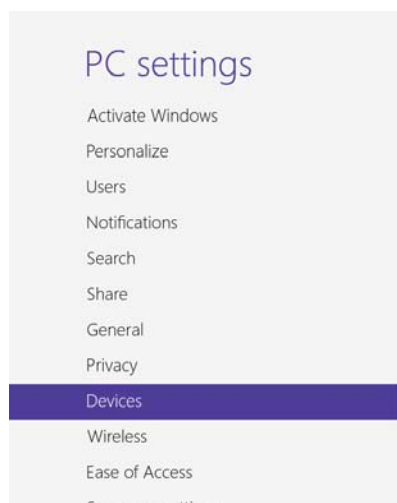 PC settings
Activate Windows
Personalize
Users
Notifications
Search
Share
General
Privacy
Devices
Wireless
Ease of Access